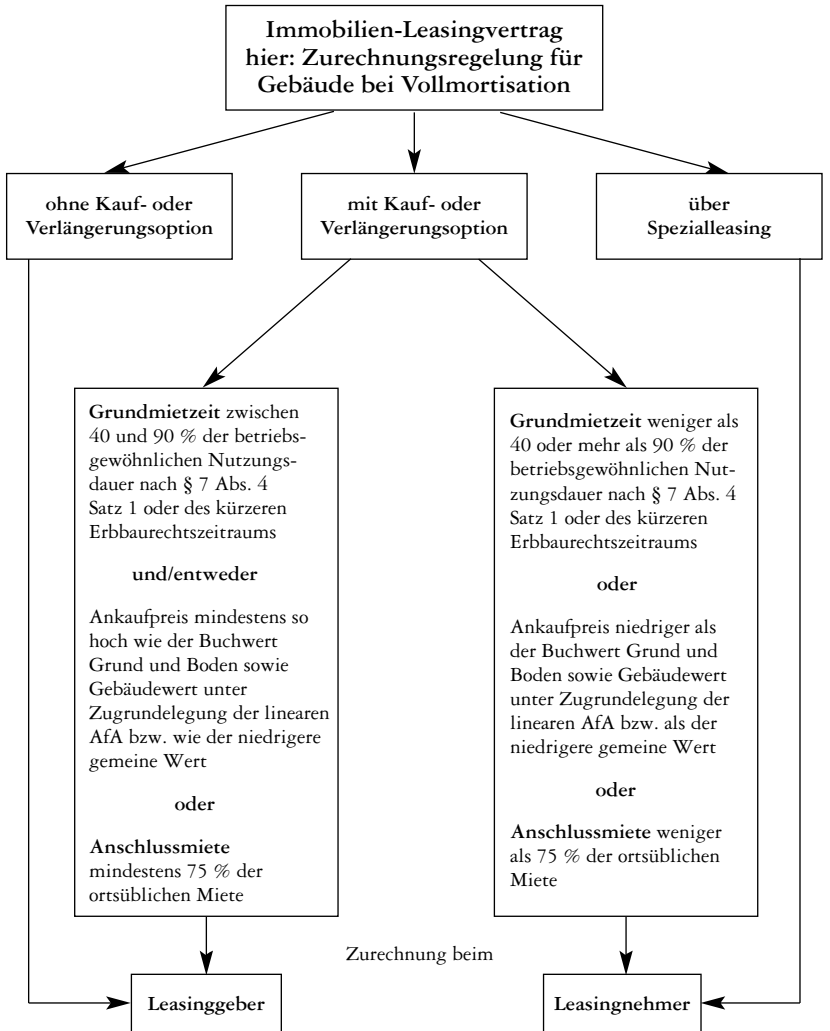 Immobilien-Leasingvertrag
hier: Zurechnungsregelung für
Gebäude bei Vollmortisation
ohne Kauf- oder
Verlängerungsoption
mit Kauf- oder
Verlängerungsoption
über
Spezialleasing
Grundmietzeit zwischen
40 und 90 % der betriebs-
gewöhnlichen Nutzungs-
dauer nach § 7 Abs. 4
Satz 1 oder des kürzeren
Erbbaurechtszeitraums
und/entweder
Ankaufpreis mindestens so
hoch wie der Buchwert
Grund und Boden sowie
Gebäudewert unter
Zugrundelegung der linearen
AfA bzw. wie der niedrigere
gemeine Wert
oder
Anschlussmiete
mindestens 75 % der
ortsüblichen Miete
Grundmietzeit weniger als
40 oder mehr als 90 % der
betriebsgewöhnlichen Nut-
zungsdauer nach § 7 Abs. 4
Satz 1 oder des kürzeren
Erbbaurechtszeitraums
oder
Ankaufpreis niedriger als
der Buchwert Grund und
Boden sowie Gebäudewert
unter Zugrundelegung der
linearen AfA bzw. als der
niedrigere gemeine Wert
oder
Anschlussmiete weniger
als 75 % der ortsüblichen
Miete
Zurechnung beim
Leasinggeber
Leasingnehmer